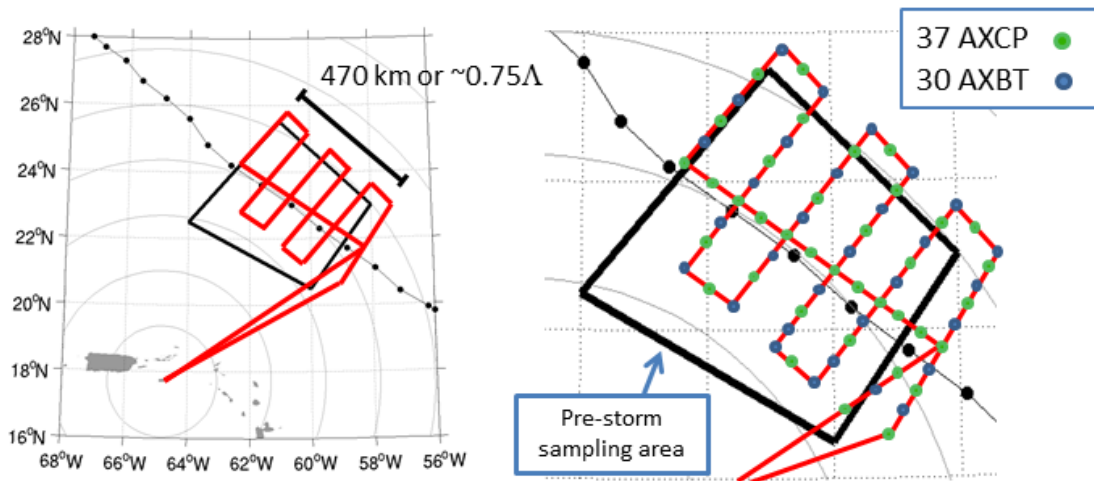 28°N
26°N
24°N
22°N
20°N
18°N
16°N
68°W
66°W
64°W
62°W
60°W
58°W
56°W
470 km or ~0.75Λ
37 AXCP
30 AXBT
Pre-storm
sampling area